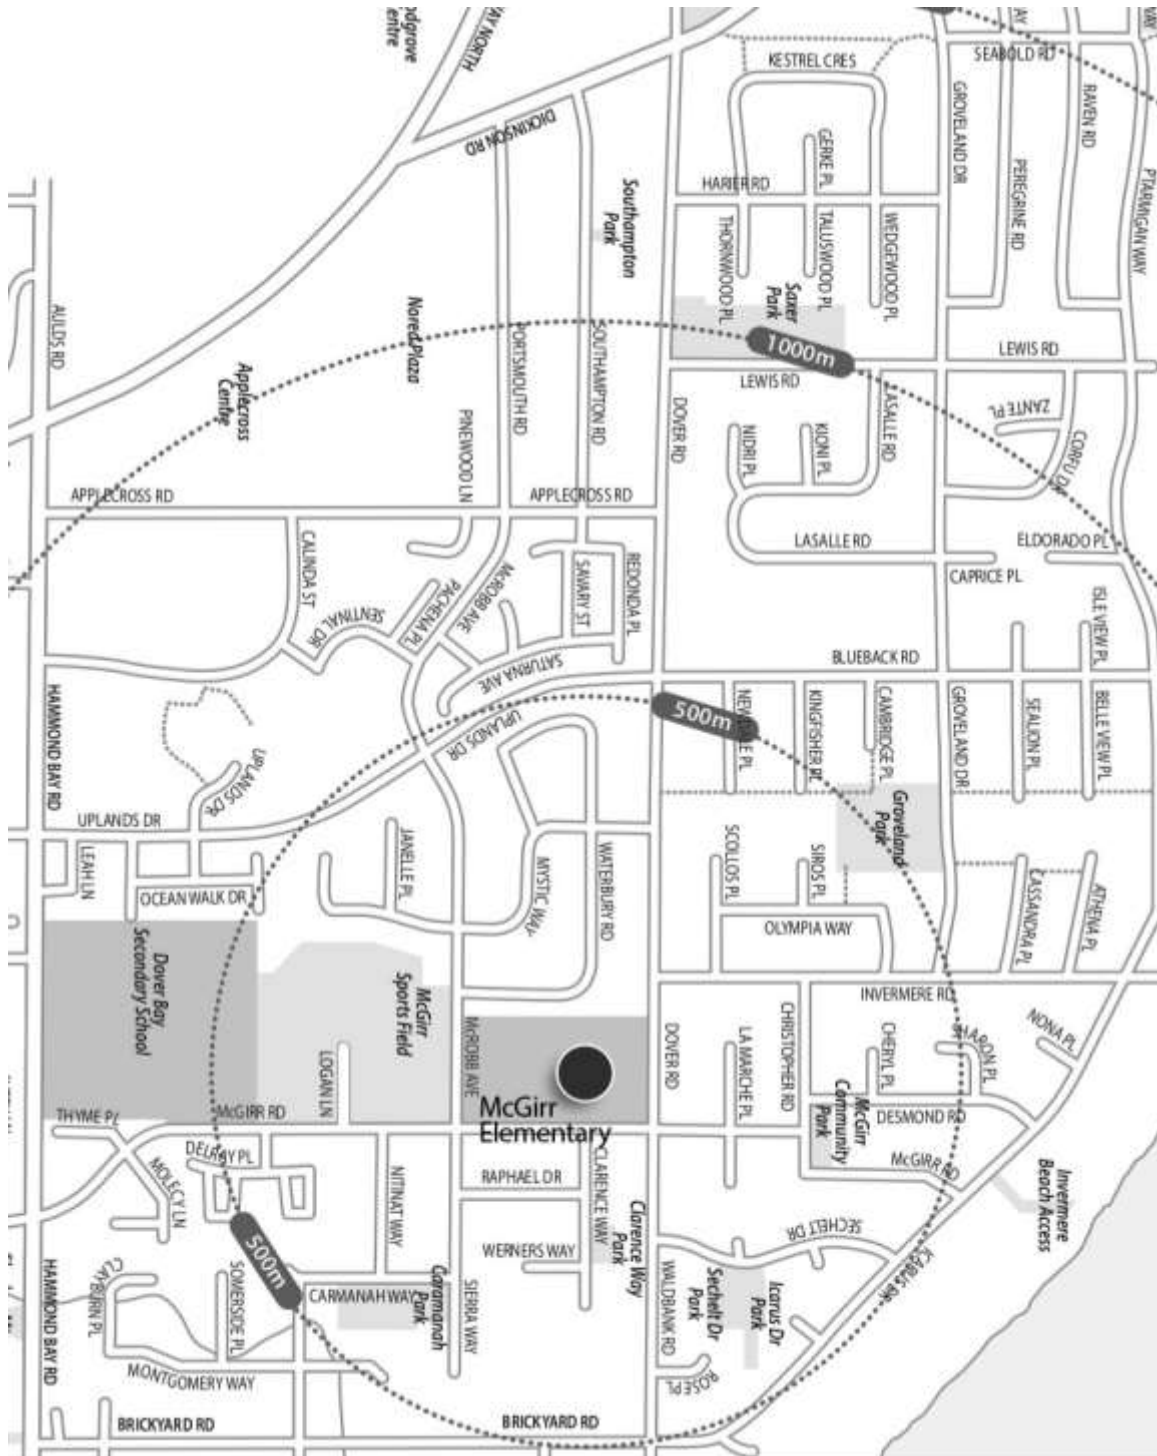 odgrove
entre
WAY NORTH
DICKINSON RD
KESTREL CRES
SEABOLD RD
GROVELAND DR
RAVEN RD
PEREGRINE RD
PTARMIGAN WAY
GERKE PL
HARIER RD
THORNWOOD PL
TALUSWOOD PL
WEDGEWOOD PL
Southampton
Park
Saxer
Park
1000m
AULDS RD
Nored Plaza
Applecross
Centre
PORTSMOUTH RD
SOUTHAMPTON RD
LEWIS RD
LEWIS RD
DOVER RD
PINEWOOD LN
NIDRI PL
KIONI PL
LASALLE RD
ZANTE PL
CORFU DR
APPLECROSS RD
APPLECROSS RD
LASALLE RD
ELDORADO PL
CAPRICE PL
CALINDA ST
SENTINAL DR
PACHENA PL
McROBB AVE
SAVARY ST
REDONDA PL
SATURNA AVE
BLUEBACK RD
ISLE VIEW PL
HAMMOND BAY RD
UPLANDS DR
500m
KINGFISHER PL
CAMBRIDGE PL
GROVELAND DR
SEALION PL
BELLE VIEW PL
UPLANDS DR
UPLANDS DR
Groveland
Park
LEAH LN
JANELLE PL
MYSTIC WAY
WATERBURY RD
SCOLLOS PL
SIROS PL
CASSANDRA PL
ATHENA PL
OCEAN WALK DR
OLYMPIA WAY
Dover Bay
Secondary School
McGirr
Sports Field
INVERMERE RD
McROBB AVE
DOVER RD
LA MARCHE PL
CHRISTOPHER RD
CHERYL PL
SHARON PL
NONA PL
LOGAN LN
THYME PL
McGIRR RD
McGirr
Elementary
McGirr
Community
Park
DESMOND RD
McGIRR RD
Invermere
Beach Access
DELRAY PL
MOLECY LN
NITINAT WAY
RAPHAEL DR
CLARENCE WAY
Clarence Way
Park
SECHELT DR
WERNERS WAY
ICARUS DR
500m
HAMMOND BAY RD
CLAYBURN PL
SOMERSIDE PL
CARMANAH WAY
Caramanah
Park
SIERRA WAY
WALDBANK RD
Sechelt Dr
Park
Icarus Dr
Park
MONTGOMERY WAY
ROSE PL
BRICKYARD RD
BRICKYARD RD